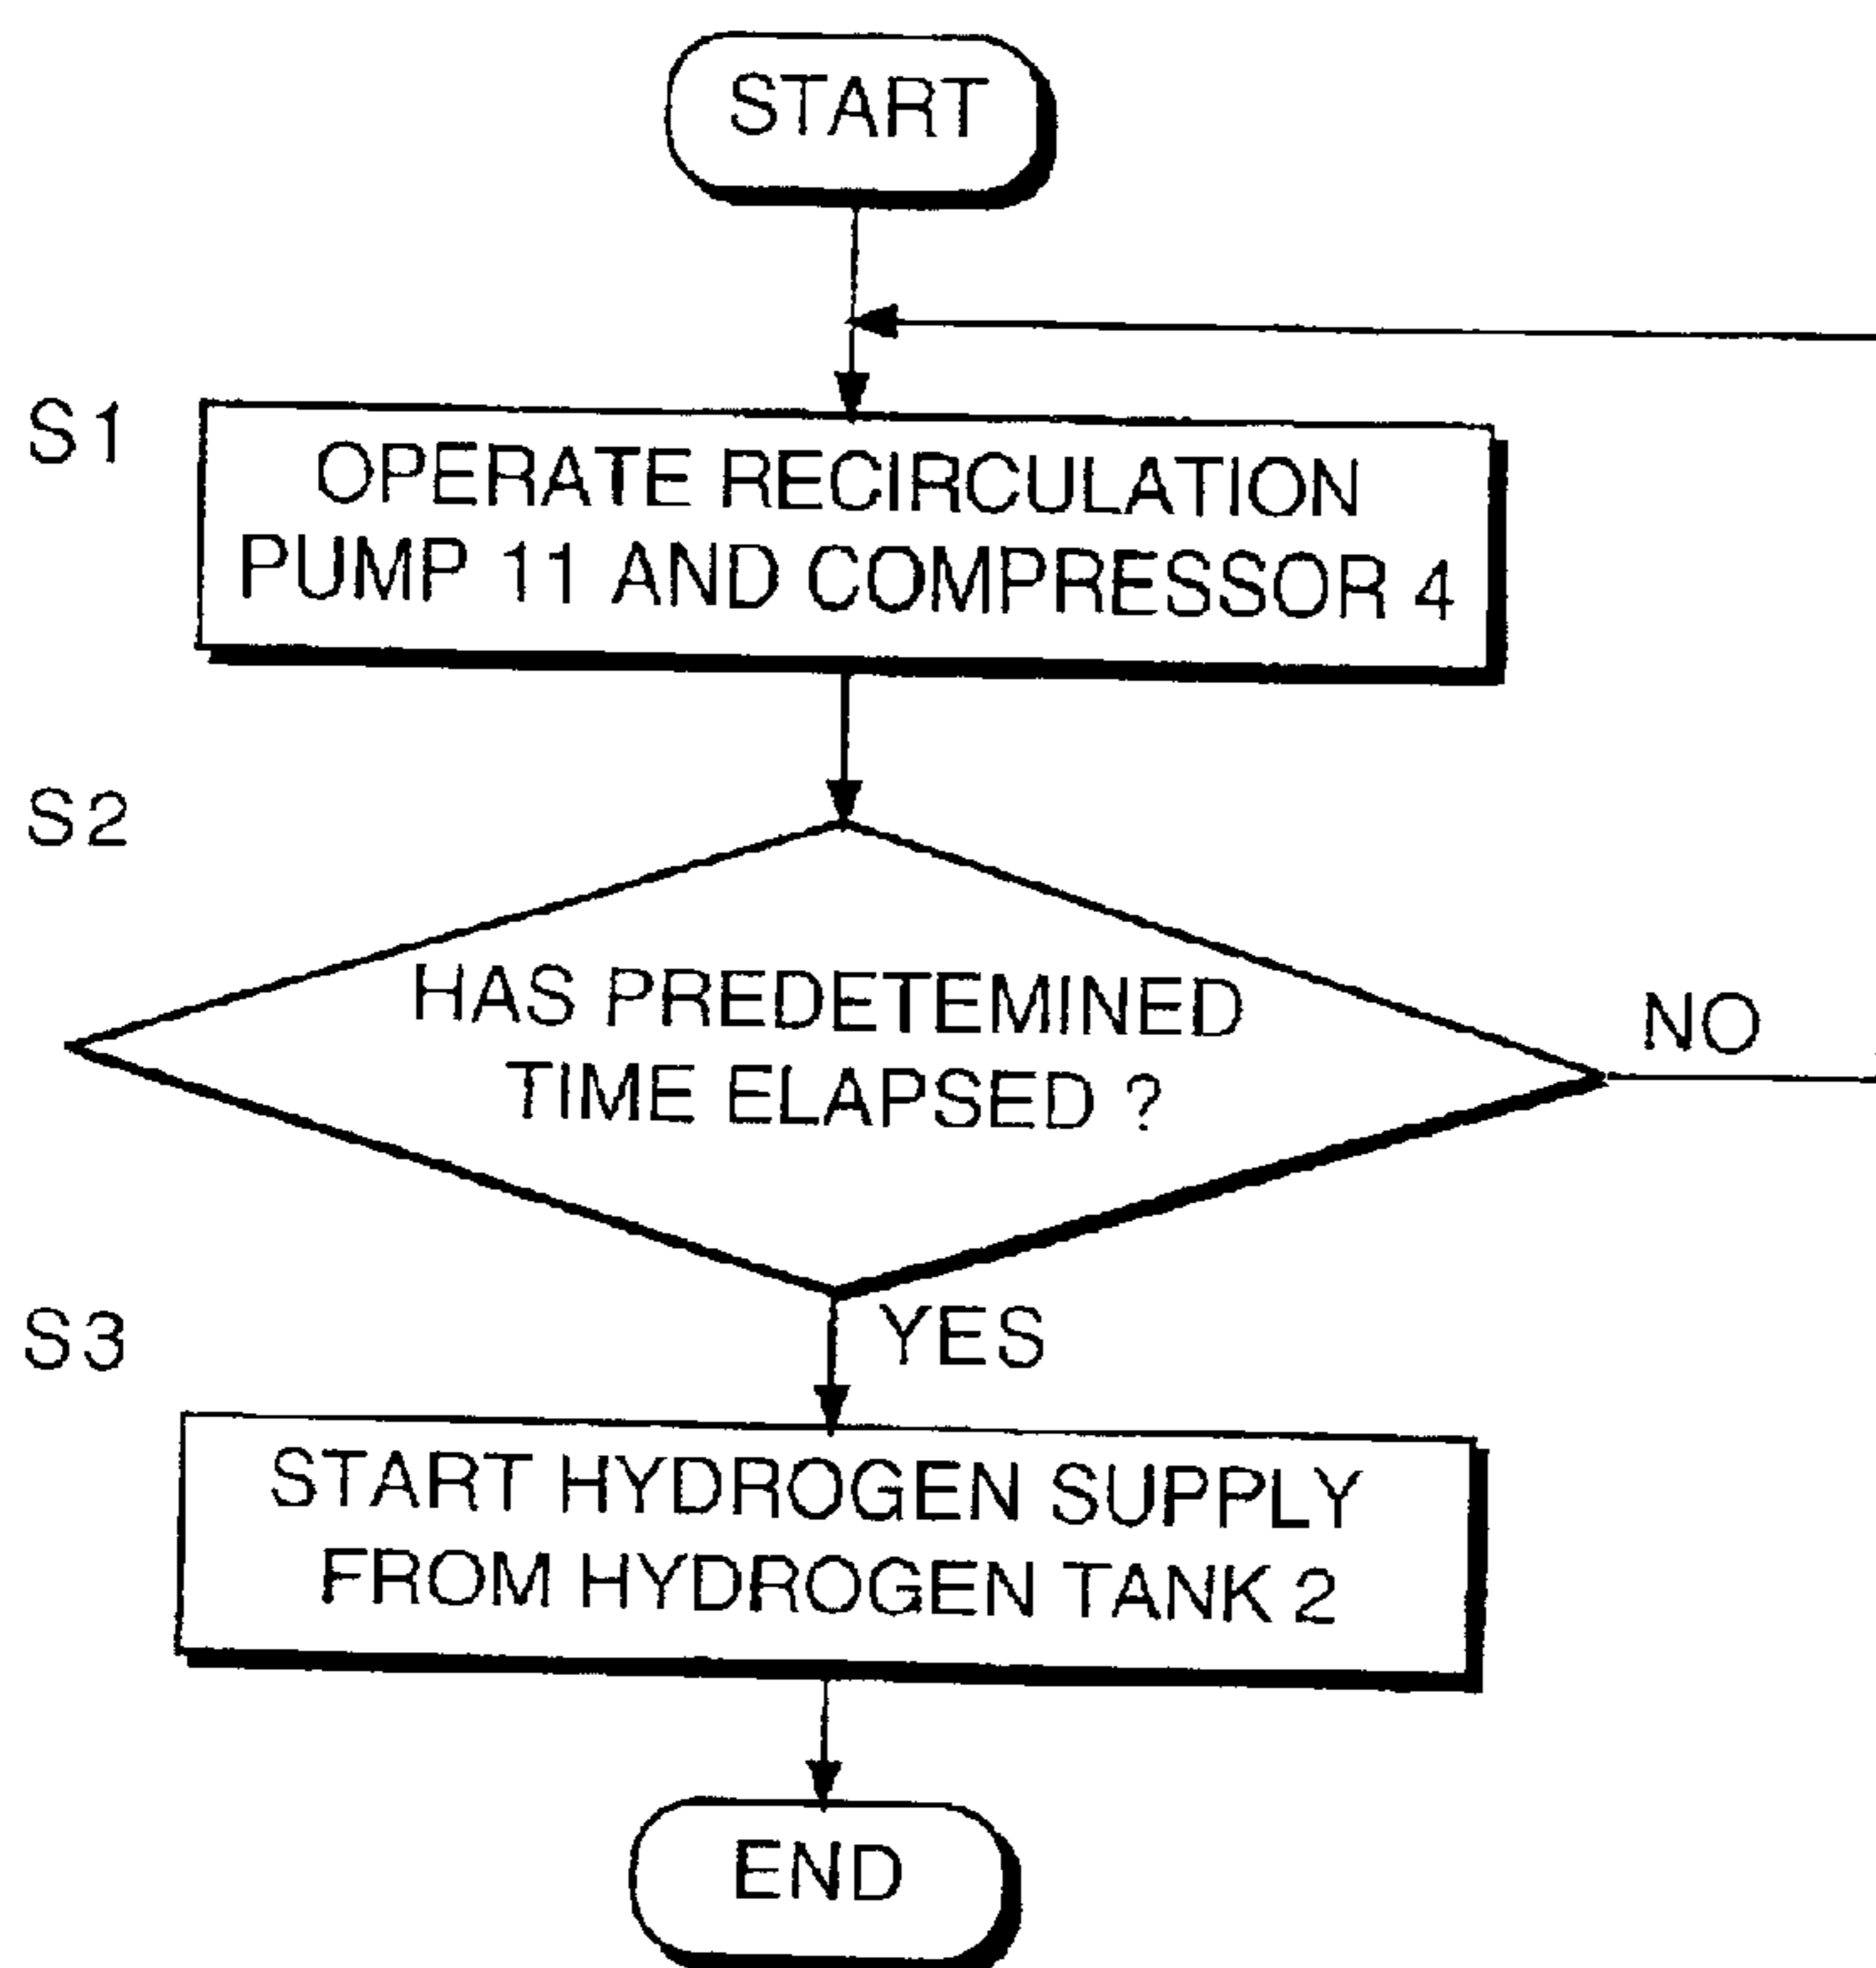 START
S1
OPERATE RECIRCULATION
PUMP 11 AND COMPRESSOR 4
S2
HAS PREDETEMINED
TIME ELAPSED ?
NO
YES
S3
START HYDROGEN SUPPLY
FROM HYDROGEN TANK 2
END